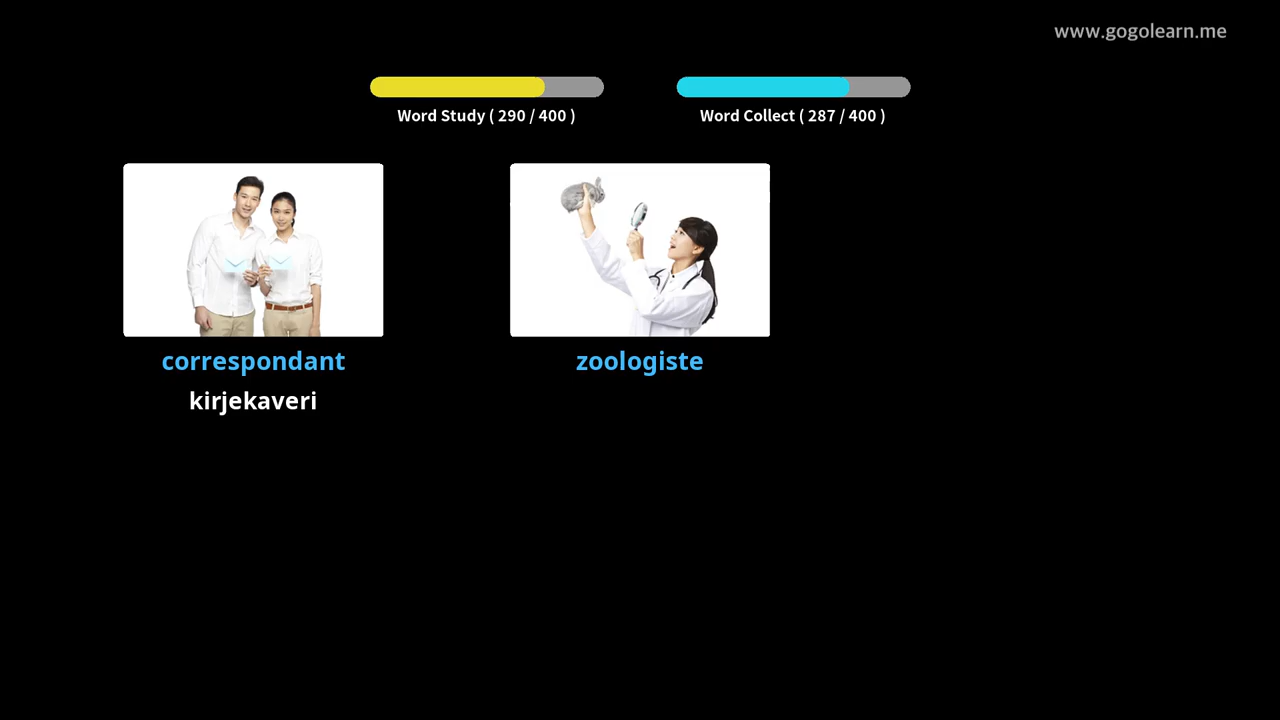 www.gogolearn.me
Word Study ( 290 / 400 )
Word Collect ( 287 / 400 )
correspondant
kirjekaveri
zoologiste